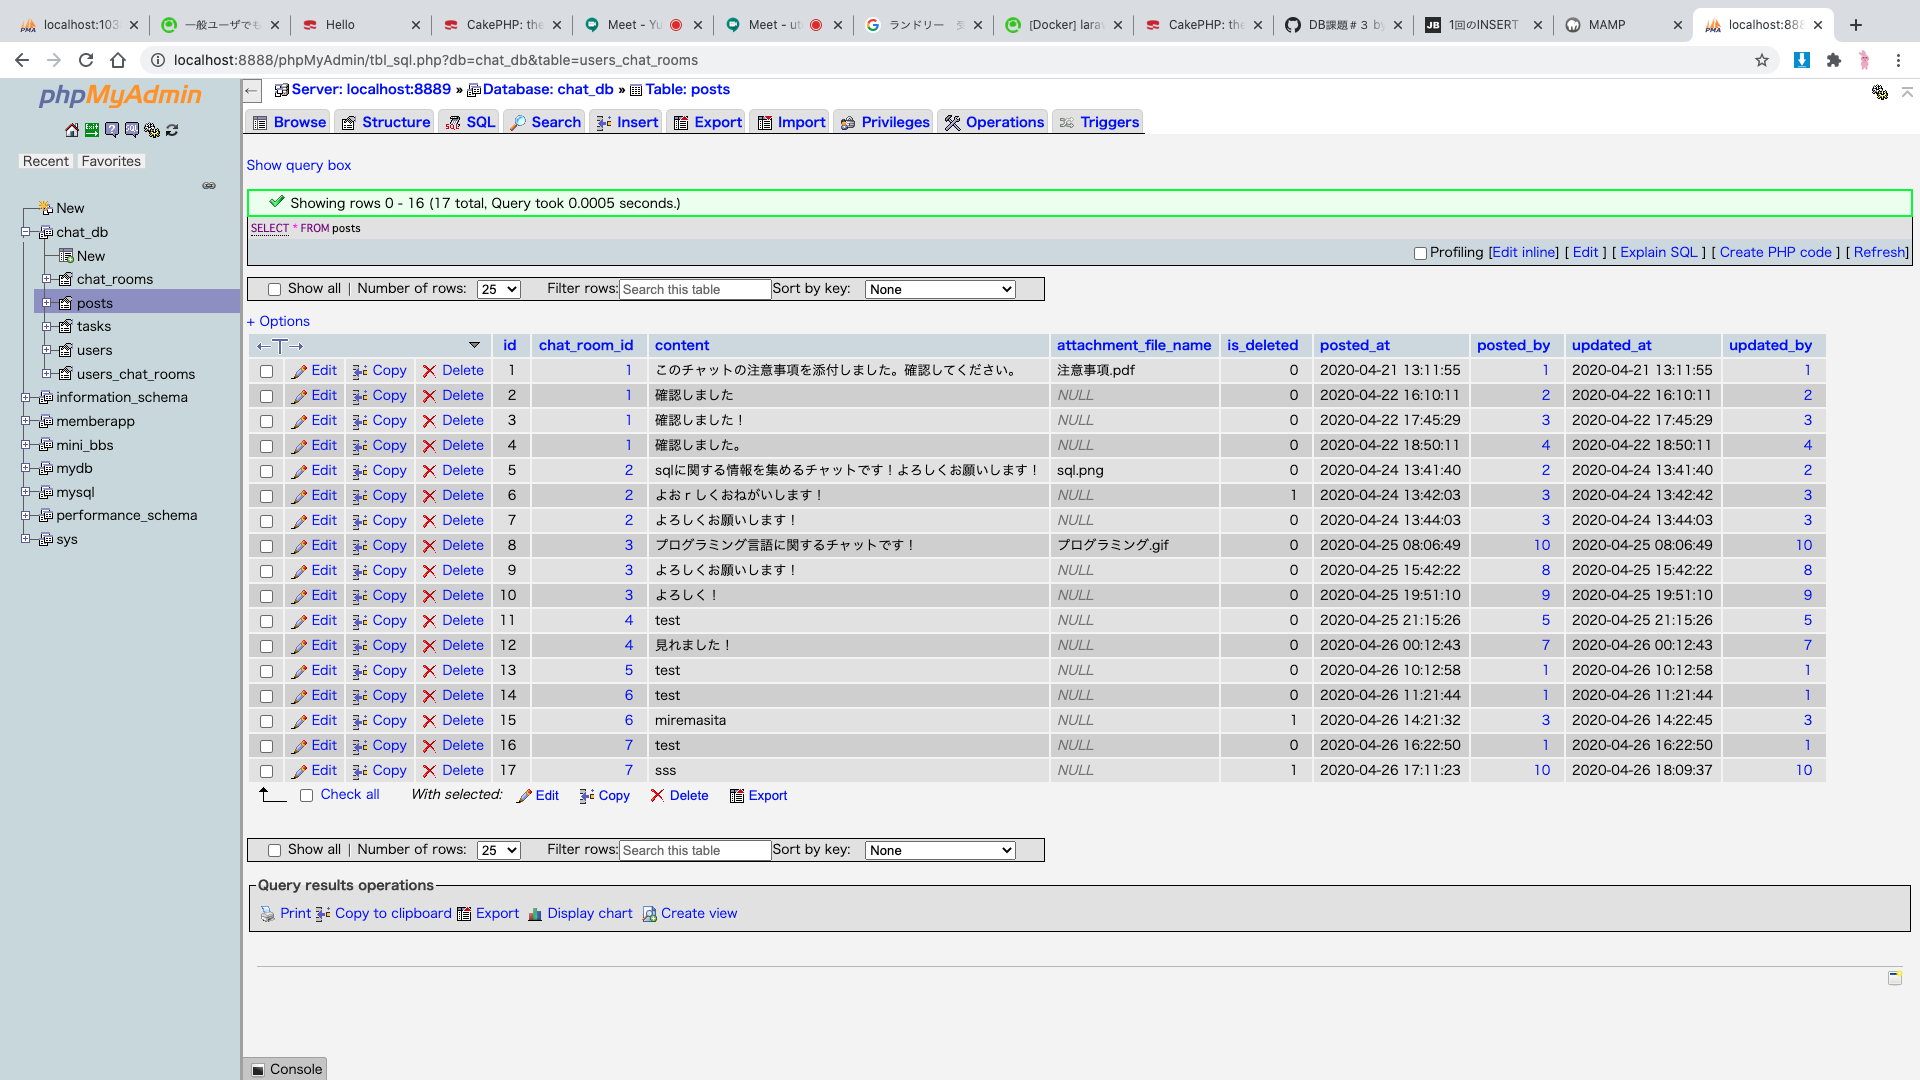 localhost:103
一般ユーザでも
Hello
CakePHP: the
Meet - Yu
Meet - ut
ランドリー 受
[Docker] larav
CakePHP: the
DB課題＃３ by
1回のINSERT
MAMP
localhost:888
localhost:8888/phpMyAdmin/tbl_sql.php?db=chat_db&table=users_chat_rooms
phpMyAdmin
Recent Favorites
New
chat_db
New
chat_rooms
posts
tasks
users
users_chat_rooms
information_schema
memberapp
mini_bbs
mydb
mysql
performance_schema
sys
Server: localhost:8889 » Database: chat_db » Table: posts
Browse Structure SQL Search Insert Export Import Privileges Operations Triggers
Show query box
Showing rows 0 - 16 (17 total, Query took 0.0005 seconds.)
SELECT * FROM posts
Profiling [Edit inline] [ Edit ] [ Explain SQL ] [ Create PHP code ] [ Refresh]
Show all | Number of rows: 25 Filter rows: Search this table Sort by key: None
+ Options
id chat_room_id content attachment_file_name is_deleted posted_at posted_by updated_at updated_by
Edit Copy Delete 1 1 このチャットの注意事項を添付しました。確認してください。 注意事項.pdf 0 2020-04-21 13:11:55 1 2020-04-21 13:11:55 1
Edit Copy Delete 2 1 確認しました NULL 0 2020-04-22 16:10:11 2 2020-04-22 16:10:11 2
Edit Copy Delete 3 1 確認しました！ NULL 0 2020-04-22 17:45:29 3 2020-04-22 17:45:29 3
Edit Copy Delete 4 1 確認しました。 NULL 0 2020-04-22 18:50:11 4 2020-04-22 18:50:11 4
Edit Copy Delete 5 2 sqlに関する情報を集めるチャットです！よろしくお願いします！ sql.png 0 2020-04-24 13:41:40 2 2020-04-24 13:41:40 2
Edit Copy Delete 6 2 よおｒしくおねがいします！ NULL 1 2020-04-24 13:42:03 3 2020-04-24 13:42:42 3
Edit Copy Delete 7 2 よろしくお願いします！ NULL 0 2020-04-24 13:44:03 3 2020-04-24 13:44:03 3
Edit Copy Delete 8 3 プログラミング言語に関するチャットです！ プログラミング.gif 0 2020-04-25 08:06:49 10 2020-04-25 08:06:49 10
Edit Copy Delete 9 3 よろしくお願いします！ NULL 0 2020-04-25 15:42:22 8 2020-04-25 15:42:22 8
Edit Copy Delete 10 3 よろしく！ NULL 0 2020-04-25 19:51:10 9 2020-04-25 19:51:10 9
Edit Copy Delete 11 4 test NULL 0 2020-04-25 21:15:26 5 2020-04-25 21:15:26 5
Edit Copy Delete 12 4 見れました！ NULL 0 2020-04-26 00:12:43 7 2020-04-26 00:12:43 7
Edit Copy Delete 13 5 test NULL 0 2020-04-26 10:12:58 1 2020-04-26 10:12:58 1
Edit Copy Delete 14 6 test NULL 0 2020-04-26 11:21:44 1 2020-04-26 11:21:44 1
Edit Copy Delete 15 6 miremasita NULL 1 2020-04-26 14:21:32 3 2020-04-26 14:22:45 3
Edit Copy Delete 16 7 test NULL 0 2020-04-26 16:22:50 1 2020-04-26 16:22:50 1
Edit Copy Delete 17 7 sss NULL 1 2020-04-26 17:11:23 10 2020-04-26 18:09:37 10
Check all With selected: Edit Copy Delete Export
Show all | Number of rows: 25 Filter rows: Search this table Sort by key: None
Query results operations
Print Copy to clipboard Export Display chart Create view
Console